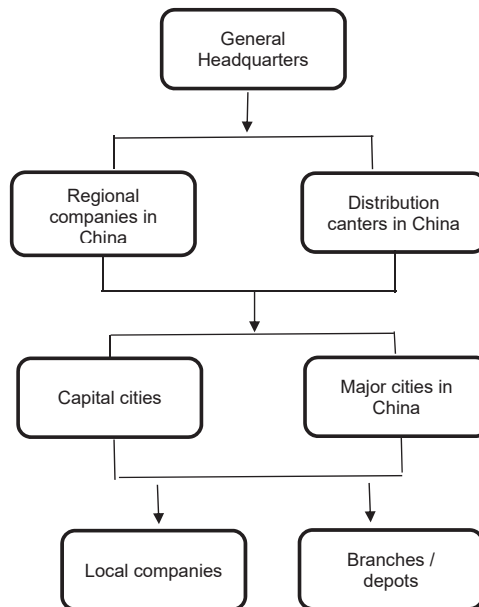 General
Headquarters
Regional
companies in
China
Distribution
canters in China
Capital cities
Major cities in
China
Local companies
Branches /
depots